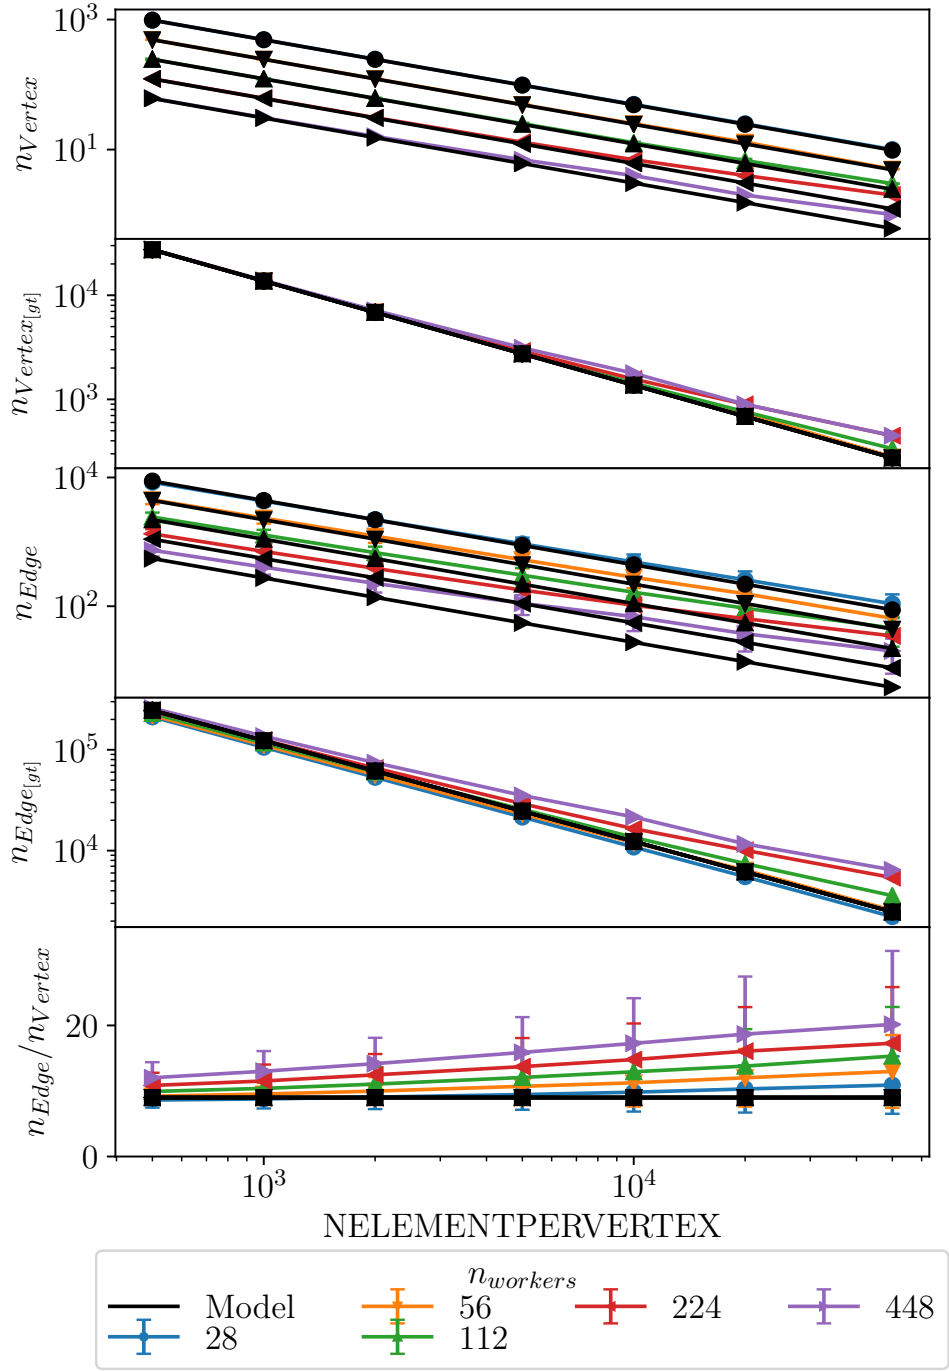 10^3
10^1
n_{Vertex}
10^4
10^3
n_{Vertex_{[gt]}}
10^4
10^2
n_{Edge}
10^5
10^4
n_{Edge_{[gt]}}
20
0
n_{Edge}/n_{Vertex}
10^3 10^4
NELEMENTPERVERTEX
n_{workers}
Model 56 224 448
28 112